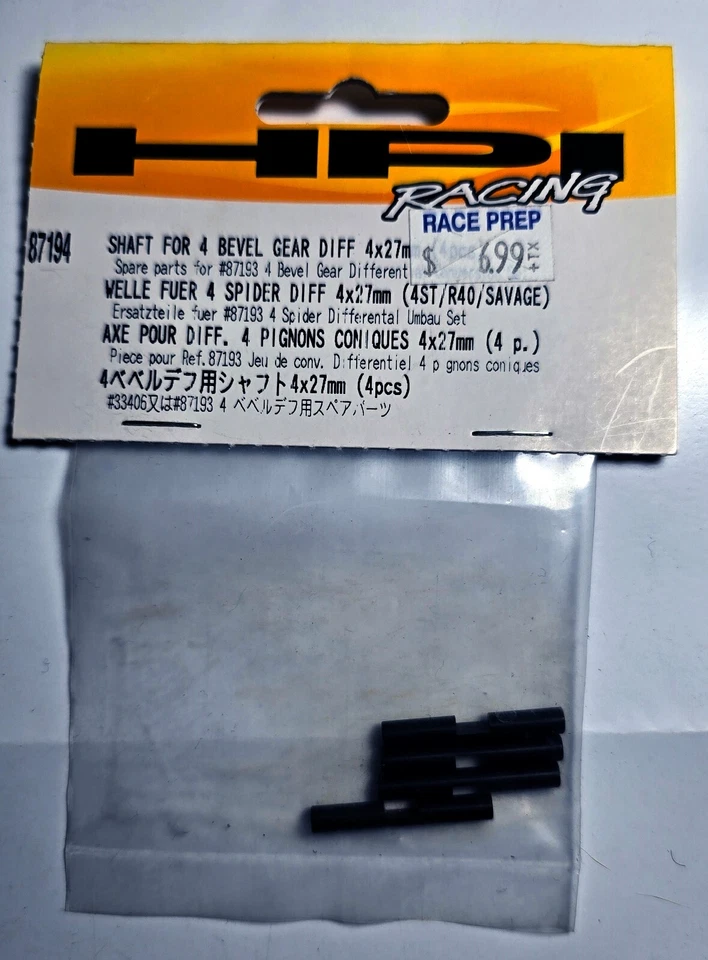 HPI
RACING
RACE PREP
$ 6.99 +TX
87194
SHAFT FOR 4 BEVEL GEAR DIFF 4x27m (4pc
Spare parts for #87193 4 Bevel Gear Different
WELLE FUER 4 SPIDER DIFF 4x27mm (4ST/R40/SAVAGE)
Ersatzteile fuer #87193 4 Spider Differental Umbau Set
AXE POUR DIFF. 4 PIGNONS CONIQUES 4x27mm (4 p.)
Piece pour Ref.87193 Jeu de conv. Differentiel 4 p gnons coniques
4ベベルデフ用シャフト4x27mm (4pcs)
#33406又は#87193 4 ベベルデフ用スペアパーツ